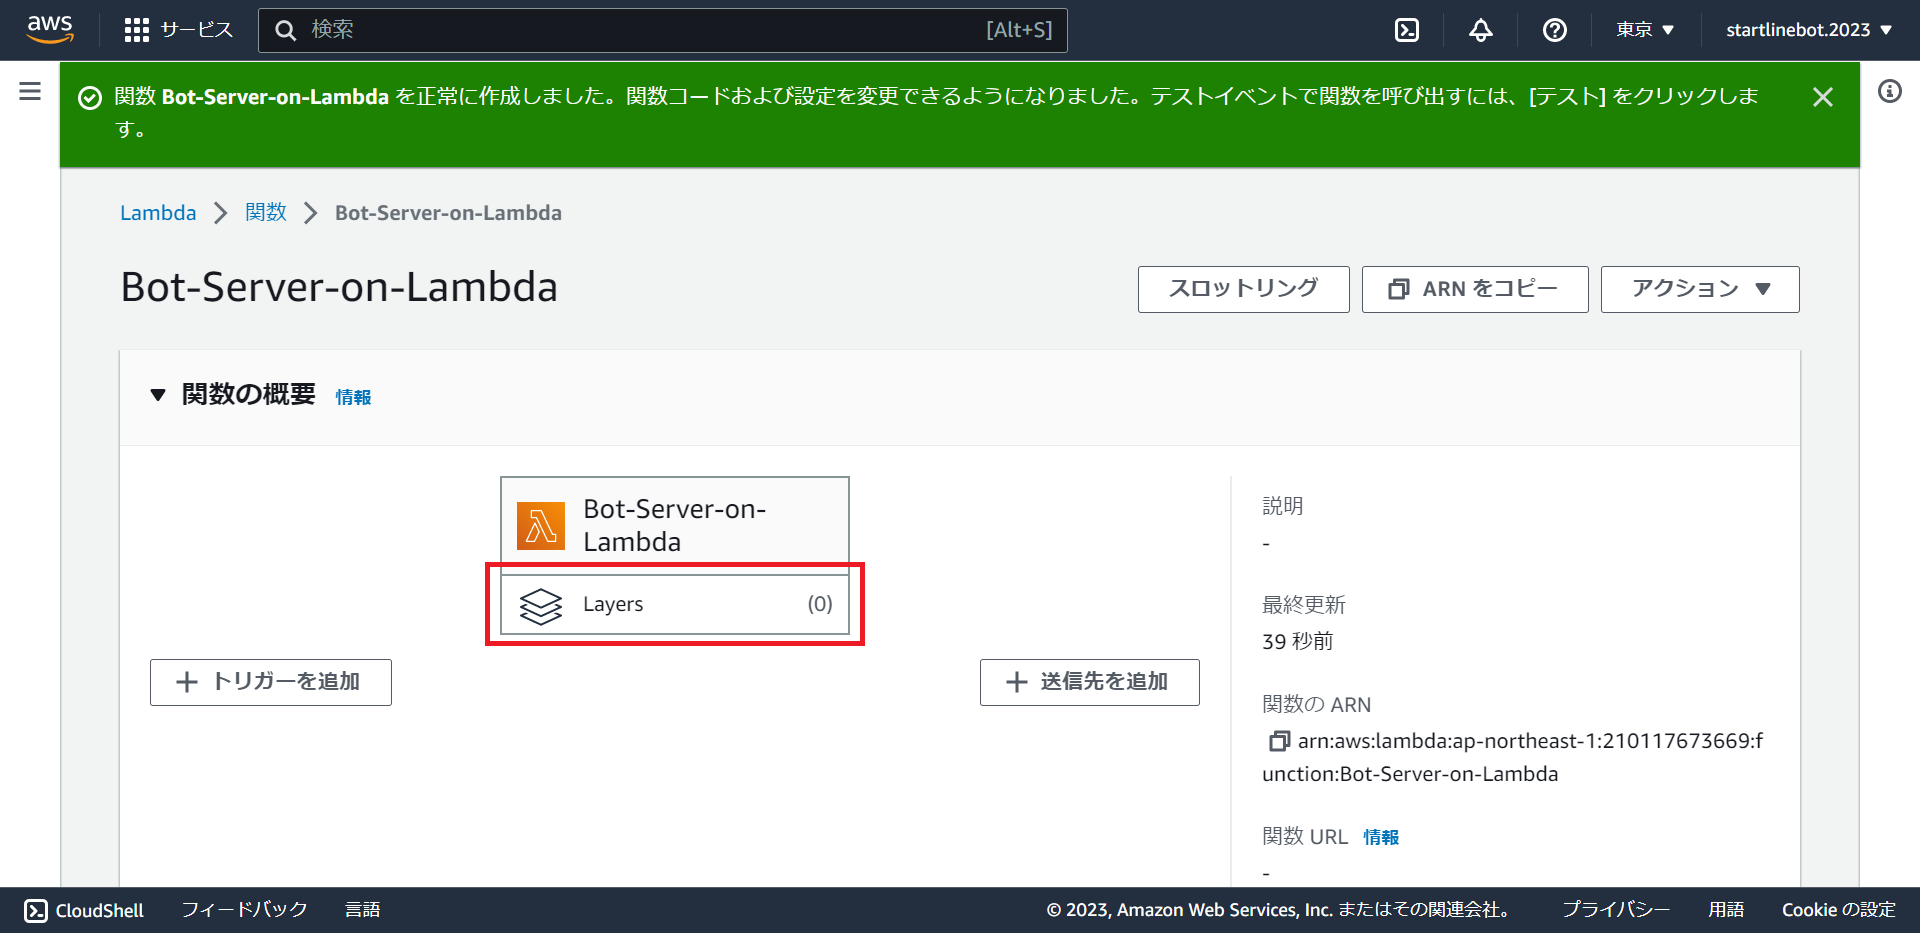 aws サービス 検索 [Alt+S] 東京 ▼ startlinebot.2023 ▼
関数 Bot-Server-on-Lambda を正常に作成しました。関数コードおよび設定を変更できるようになりました。テストイベントで関数を呼び出すには、[テスト] をクリックしま
す。
Lambda > 関数 > Bot-Server-on-Lambda
Bot-Server-on-Lambda
スロットリング ARN をコピー アクション ▼
▼ 関数の概要 情報
Bot-Server-on-
Lambda
Layers (0)
+ トリガーを追加
+ 送信先を追加
説明
-
最終更新
39 秒前
関数の ARN
arn:aws:lambda:ap-northeast-1:210117673669:f
unction:Bot-Server-on-Lambda
関数 URL 情報
-
CloudShell フィードバック 言語 © 2023, Amazon Web Services, Inc. またはその関連会社。 プライバシー 用語 Cookie の設定